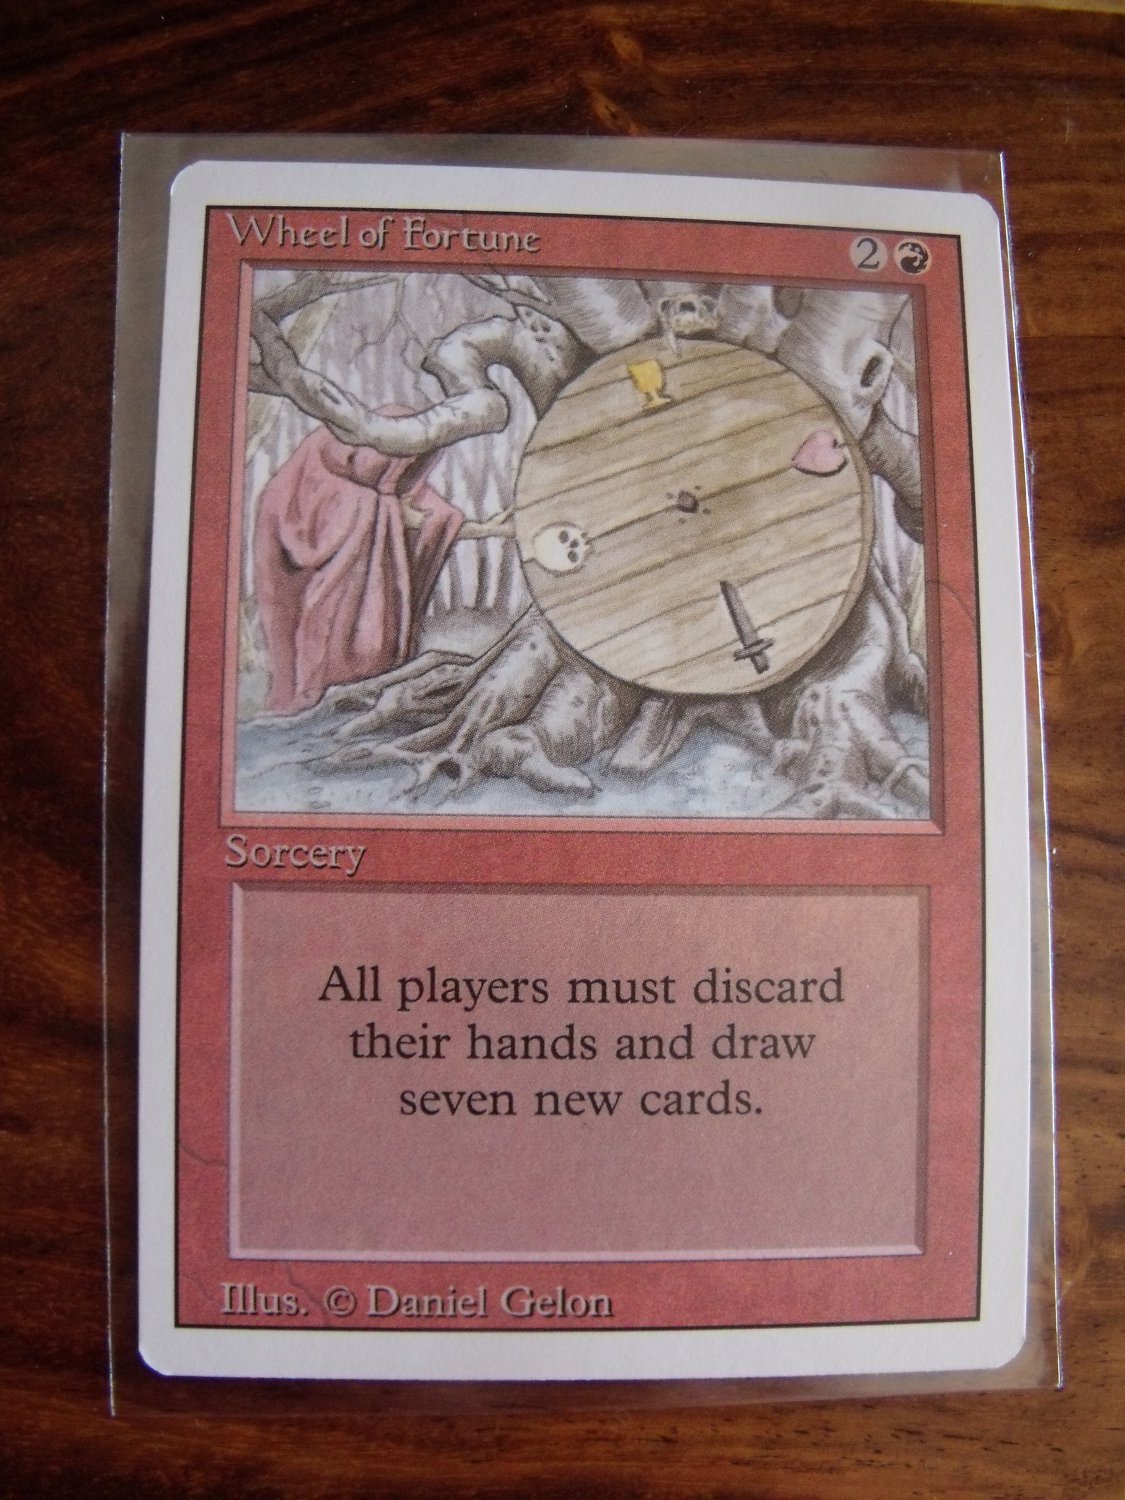 Wheel of Fortune 2
Sorcery
All players must discard
their hands and draw
seven new cards.
Illus. © Daniel Gelon